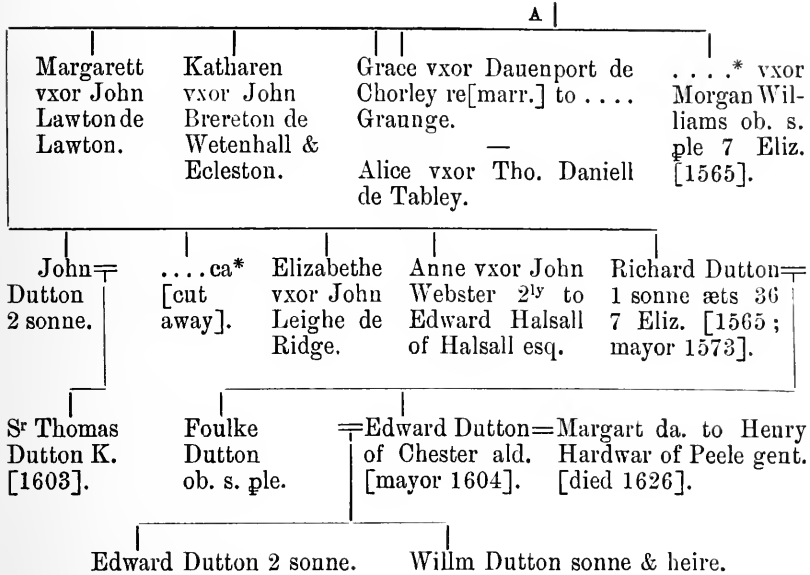 A
Margarett
vxor John
Lawton de
Lawton.
Katharen
vxor John
Brereton de
Wetenhall &
Ecleston.
Grace vxor Dauenport de
Chorley re[marr.] to . . . .
Graunge.
—
Alice vxor Tho. Daniell
de Tabley.
. . . .* vxor
Morgan Wil-
liams ob. s.
ꝑle 7 Eliz.
[1565].
John
Dutton
2 sonne.
. . . .ca*
[cut
away].
Elizabethe
vxor John
Leighe de
Ridge.
Anne vxor John
Webster 2ly to
Edward Halsall
of Halsall esq.
Richard Dutton
1 sonne æts 36
7 Eliz. [1565 ;
mayor 1573].
Sr Thomas
Dutton K.
[1603].
Foulke
Dutton
ob. s. ꝑle.
=Edward Dutton=
of Chester ald.
[mayor 1604].
Margart da. to Henry
Hardwar of Peele gent.
[died 1626].
Edward Dutton 2 sonne.
Willm Dutton sonne & heire.